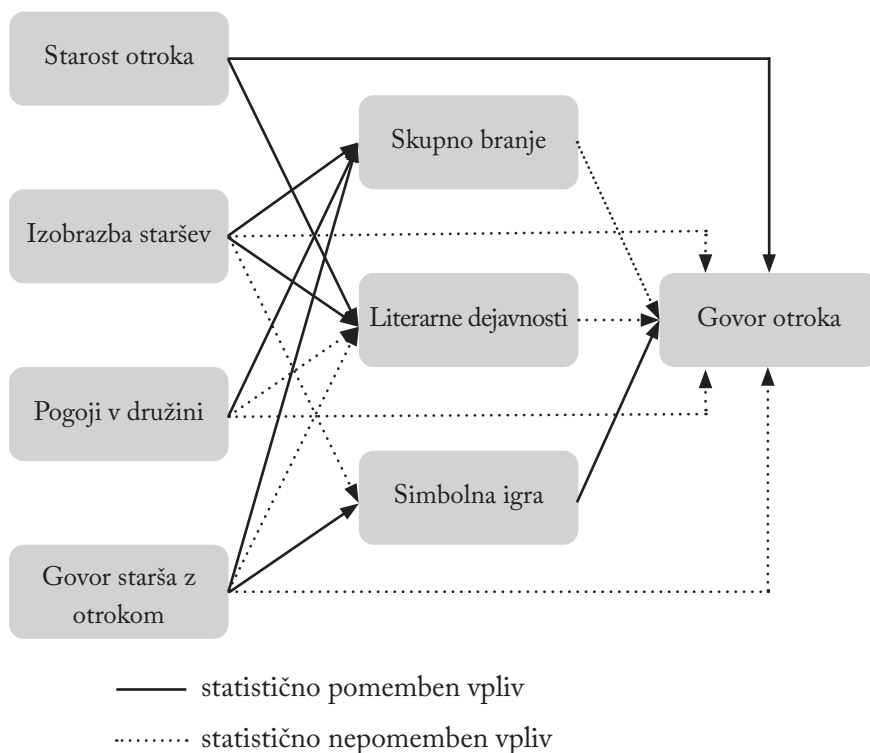 Starost otroka
Skupno branje
Izobrazba staršev
Literarne dejavnosti
Govor otroka
Pogoji v družini
Simbolna igra
Govor starša z
otrokom
statistično pomemben vpliv
statistično nepomemben vpliv